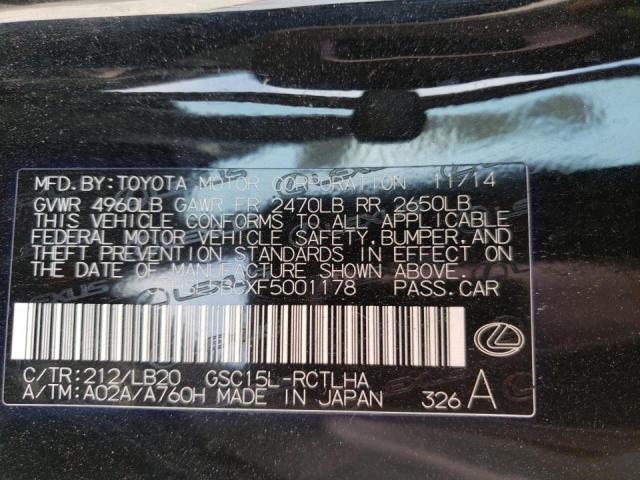 MFD.BY:TOYOTA MOTOR CORPORATION 11/14
GVWR 4960LB GAWR FR 2470LB RR 2650LB
THIS VEHICLE CONFORMS TO ALL APPLICABLE
FEDERAL MOTOR VEHICLE SAFETY, BUMPER, AND
THEFT PREVENTION STANDARDS IN EFFECT ON
THE DATE OF MANUFACTURE SHOWN ABOVE.
XF5001178 PASS.CAR
C/TR:212/LB20 GSC15L-RCTLHA
A/TM:A02A/A760H MADE IN JAPAN 326 A